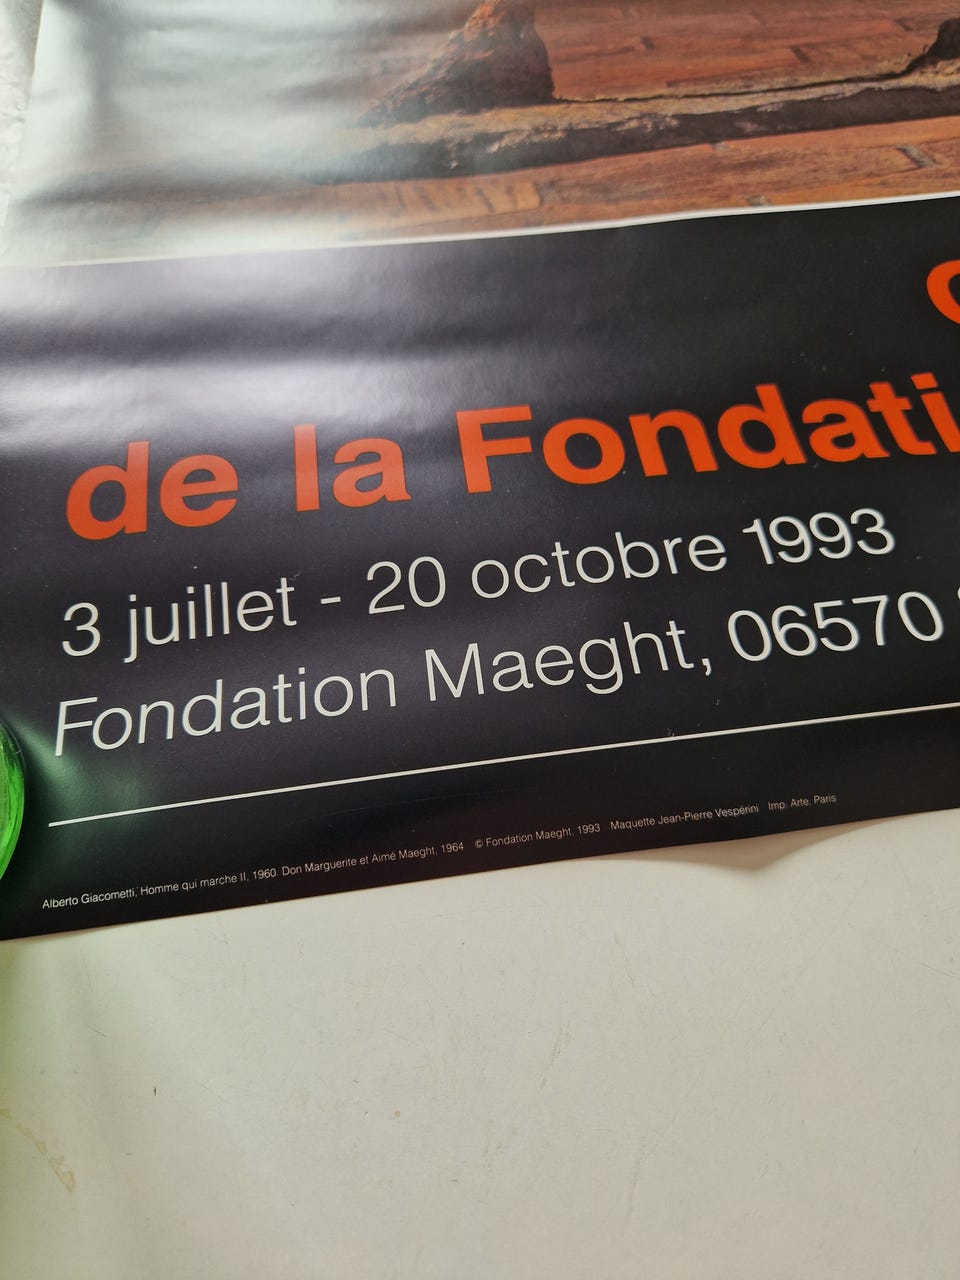 de la Fondati
3 juillet - 20 octobre 1993
Fondation Maeght, 06570
Alberto Giacometti, Homme qui marche II, 1960. Don Marguerite et Aimé Maeght, 1964 © Fondation Maeght, 1993 Maquette Jean-Pierre Vespérini Imp. Arte, Paris